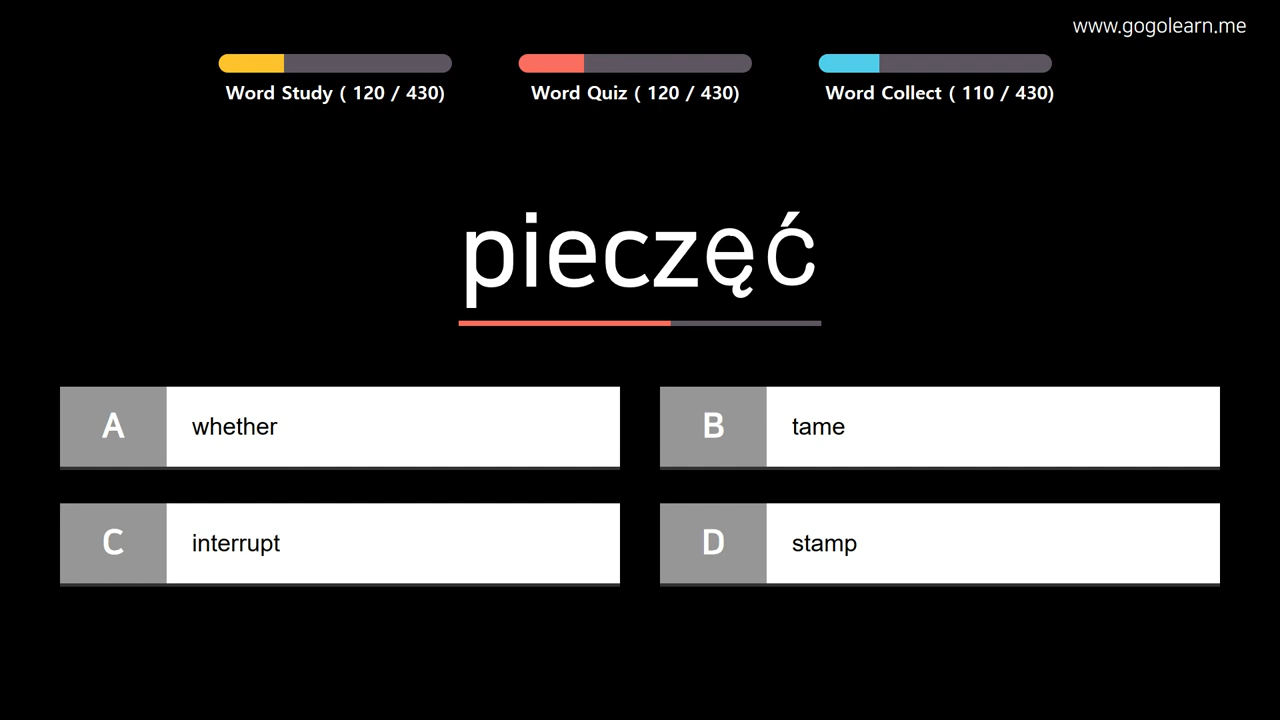 www.gogolearn.me
Word Study ( 120 / 430)
Word Quiz ( 120 / 430)
Word Collect ( 110 / 430)
pieczęć
A whether
B tame
C interrupt
D stamp